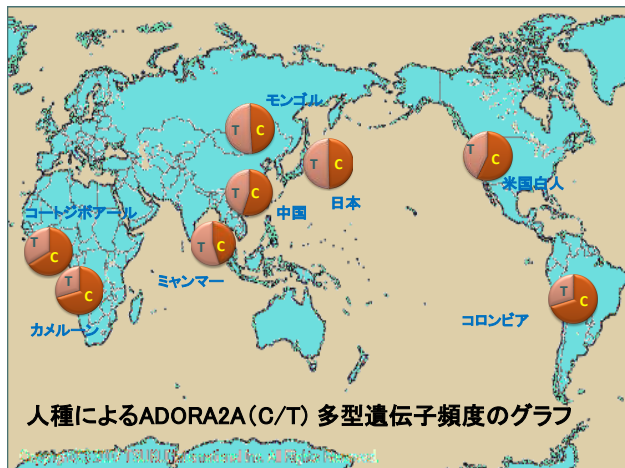 モンゴル
T C
T C
T C
米国白人
T C
中国
日本
コートジボアール
T C
T C
ミャンマー
T C
カメルーン
T C
コロンビア
人種によるADORA2A(C/T) 多型遺伝子頻度のグラフ